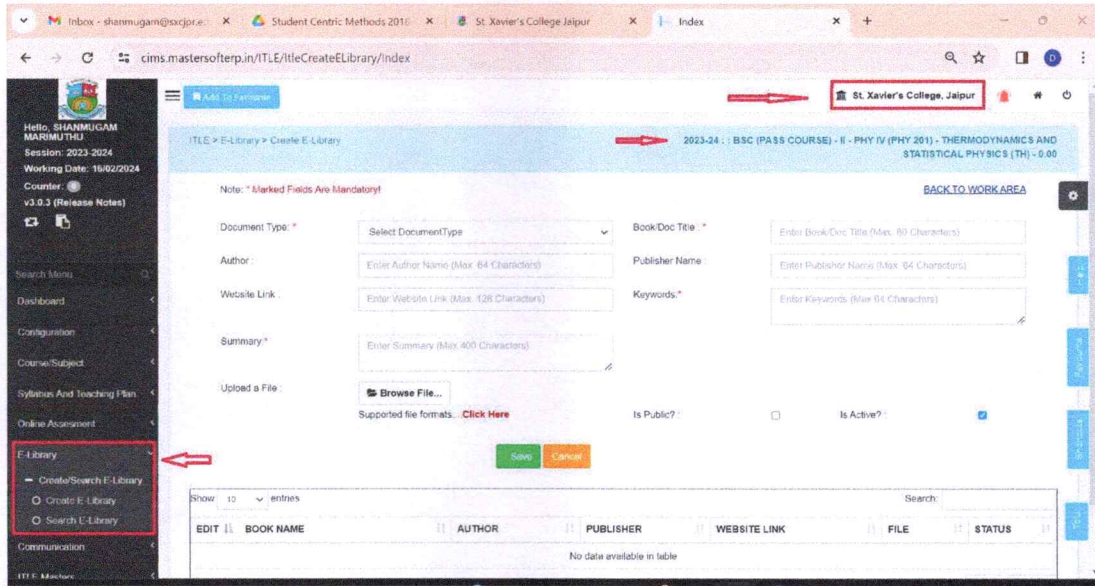 Inbox - shanmugam@sxcjpr.e
Student Centric Methods 2018
St. Xavier's College Jaipur
Index
cims.mastersofterp.in/ITLE/ItleCreateELibrary/Index
D
Add To Favourite
St. Xavier's College, Jaipur
Hello, SHANMUGAM
MARIMUTHU
Session: 2023-2024
Working Date: 16/02/2024
Counter: 0
v3.0.3 (Release Notes)
ITLE > E-Library > Create E-Library
2023-24 : : BSC (PASS COURSE) - II - PHY IV (PHY 201) - THERMODYNAMICS AND
STATISTICAL PHYSICS (TH) - 0.00
Note: * Marked Fields Are Mandatory!
BACK TO WORK AREA
Document Type: *
Select DocumentType
Book/Doc Title : *
Enter Book/Doc Title (Max. 80 Characters)
Author :
Enter Author Name (Max. 64 Characters)
Publisher Name
Enter Publisher Name (Max. 64 Characters)
Website Link :
Enter Website Link (Max. 128 Characters)
Keywords:*
Enter Keywords (Max 64 Characters)
Summary:*
Enter Summary (Max 400 Characters)
Upload a File :
Browse File...
Supported file formats... Click Here
Is Public? :
Is Active? :
Save
Cancel
Search Menu
Dashboard
Configuration
Course/Subject
Syllabus And Teaching Plan
Online Assesment
E-Library
Create/Search E-Library
Create E-Library
Search E-Library
Communication
ITLE Masters
Help
Favourite
Shortcuts
Show 10 entries
Search:
EDIT BOOK NAME AUTHOR PUBLISHER WEBSITE LINK FILE STATUS
No data available in table